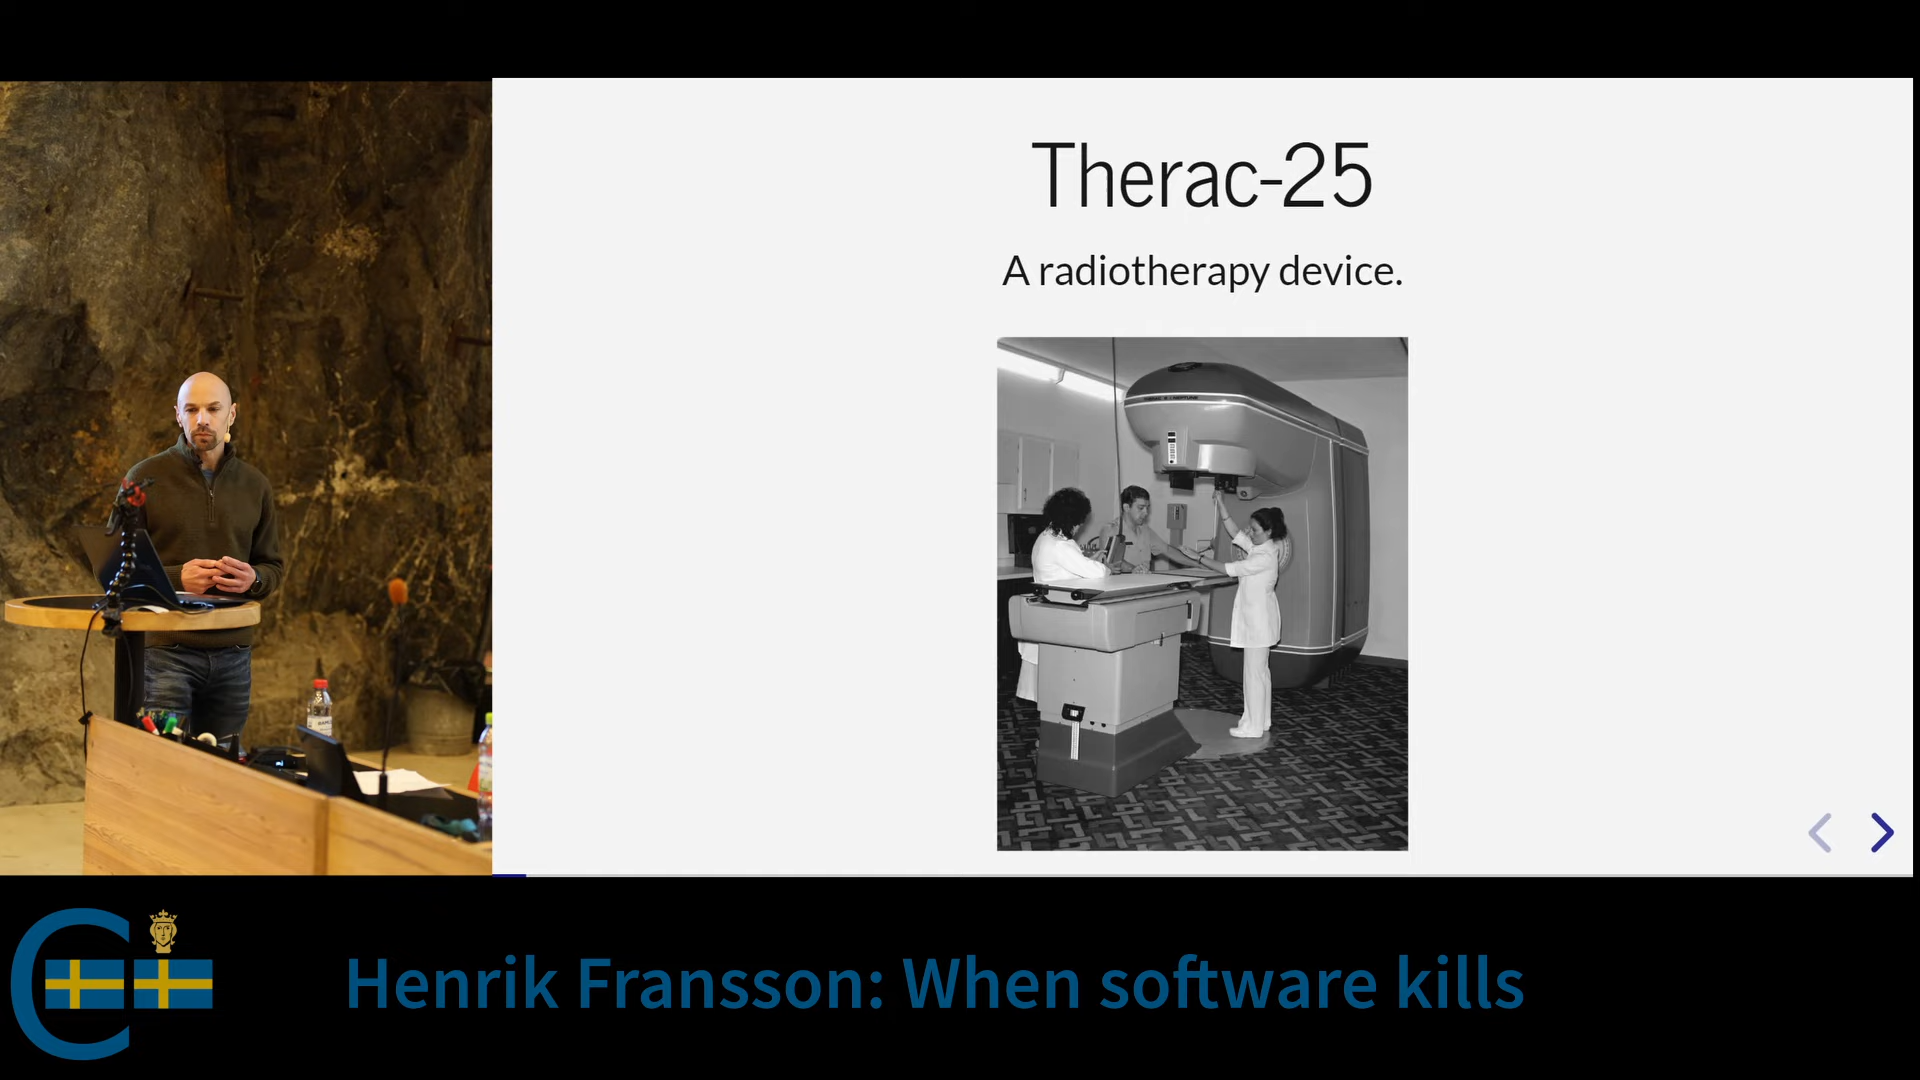 Therac-25
A radiotherapy device.
Henrik Fransson: When software kills